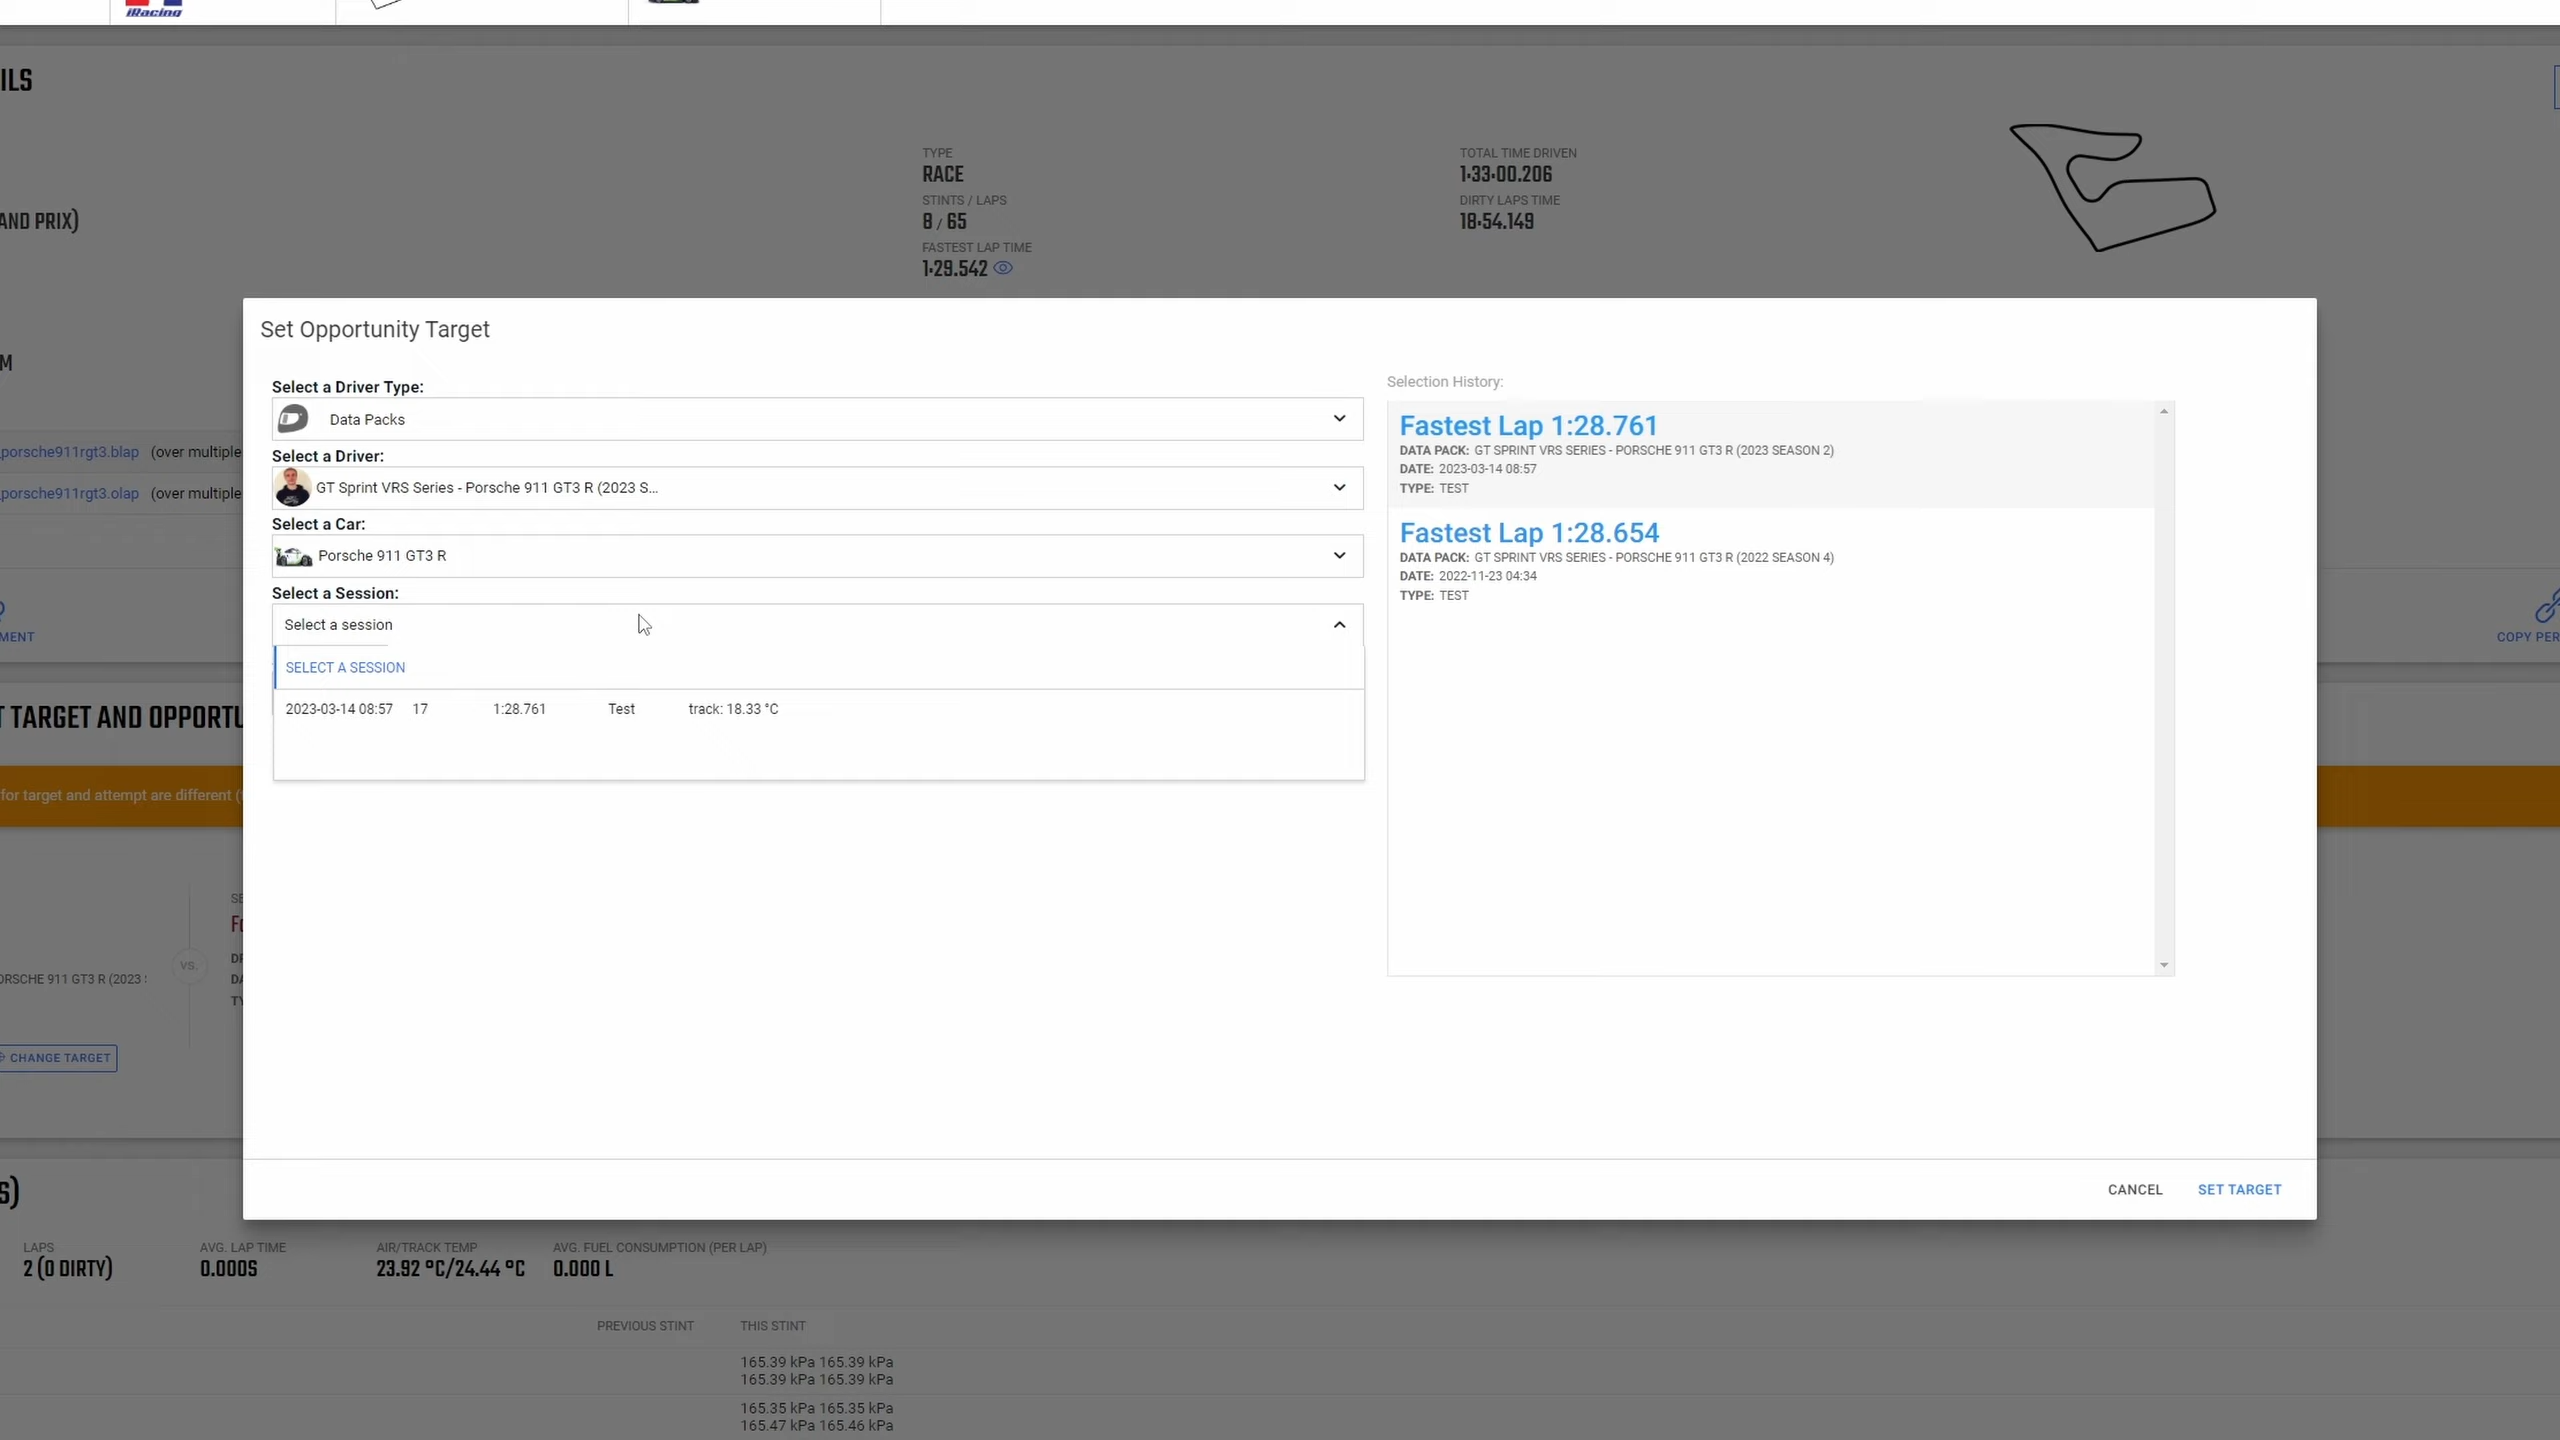 iRacing
ILS
TYPE
RACE
TOTAL TIME DRIVEN
1:33:00.206
STINTS / LAPS
8 / 65
DIRTY LAPS TIME
18:54.149
AND PRIX)
FASTEST LAP TIME
1:29.542
Set Opportunity Target
M
Select a Driver Type:
Data Packs
Selection History:
Fastest Lap 1:28.761
DATA PACK: GT SPRINT VRS SERIES - PORSCHE 911 GT3 R (2023 SEASON 2)
DATE: 2023-03-14 08:57
TYPE: TEST
porsche911rgt3.blap (over multiple
Select a Driver:
GT Sprint VRS Series - Porsche 911 GT3 R (2023 S...
porsche911rgt3.olap (over multiple
Select a Car:
Porsche 911 GT3 R
Fastest Lap 1:28.654
DATA PACK: GT SPRINT VRS SERIES - PORSCHE 911 GT3 R (2022 SEASON 4)
DATE: 2022-11-23 04:34
TYPE: TEST
Select a Session:
Select a session
MENT
COPY PER
SELECT A SESSION
2023-03-14 08:57 17 1:28.761 Test track: 18.33 °C
T TARGET AND OPPORTU
for target and attempt are different (
SE
DA
TY
VS.
ORSCHE 911 GT3 R (2023
CHANGE TARGET
CANCEL
SET TARGET
S)
LAPS
2 (0 DIRTY)
AVG. LAP TIME
0.000S
AIR/TRACK TEMP
23.92 °C/24.44 °C
AVG. FUEL CONSUMPTION (PER LAP)
0.000 L
PREVIOUS STINT THIS STINT
165.39 kPa 165.39 kPa
165.39 kPa 165.39 kPa
165.35 kPa 165.35 kPa
165.47 kPa 165.46 kPa